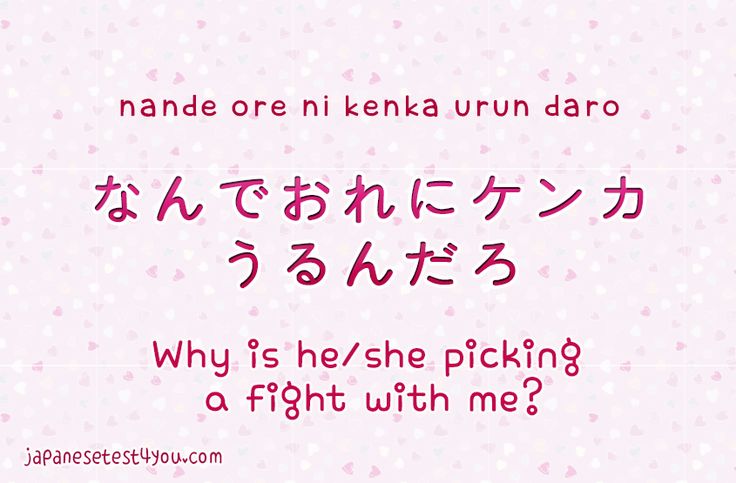 nande ore ni kenka urun daro
なんでおれにケンカ
うるんだろ
Why is he/she picking
a fight with me?
japanesetest4you.com